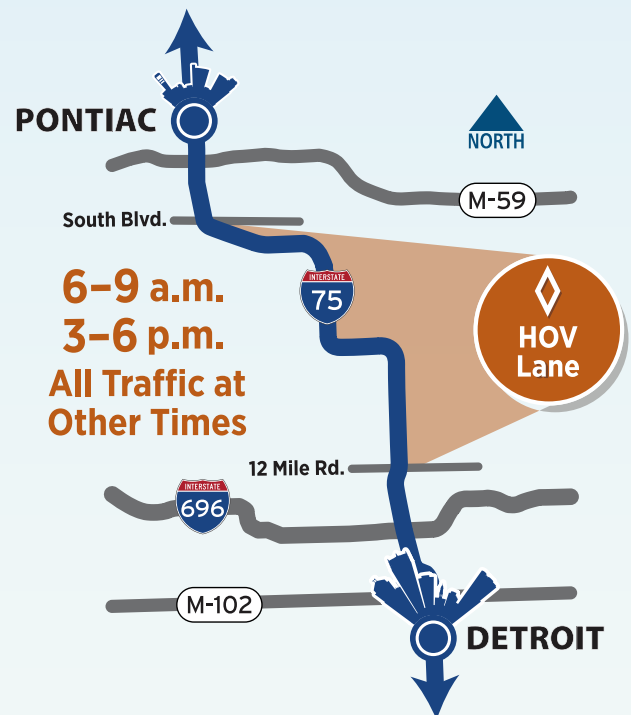 PONTIAC
NORTH
M-59
South Blvd.
INTERSTATE
75
6–9 a.m.
3–6 p.m.
All Traffic at
Other Times
HOV
Lane
12 Mile Rd.
INTERSTATE
696
M-102
DETROIT